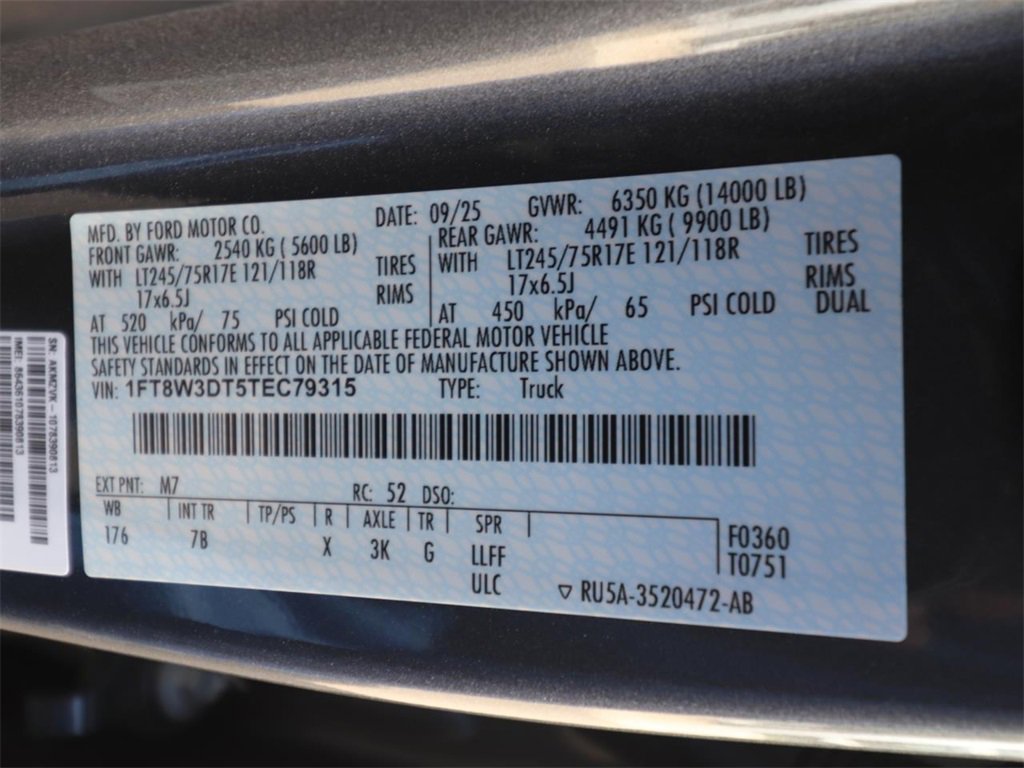 MFD. BY FORD MOTOR CO. DATE: 09/25 GVWR: 6350 KG (14000 LB)
FRONT GAWR: 2540 KG ( 5600 LB) REAR GAWR: 4491 KG ( 9900 LB)
WITH LT245/75R17E 121/118R TIRES WITH LT245/75R17E 121/118R TIRES
17x6.5J RIMS 17x6.5J RIMS
AT 520 kPa/ 75 PSI COLD AT 450 kPa/ 65 PSI COLD DUAL
THIS VEHICLE CONFORMS TO ALL APPLICABLE FEDERAL MOTOR VEHICLE
SAFETY STANDARDS IN EFFECT ON THE DATE OF MANUFACTURE SHOWN ABOVE.
VIN: 1FT8W3DT5TEC79315 TYPE: Truck
EXT PNT: M7 RC: 52 DSO:
WB INT TR TP/PS R AXLE TR SPR
176 7B X 3K G LLFF
ULC
F0360
T0751
RU5A-3520472-AB
SN: AKMZVK-1078390813
IMEI: 864361078390813